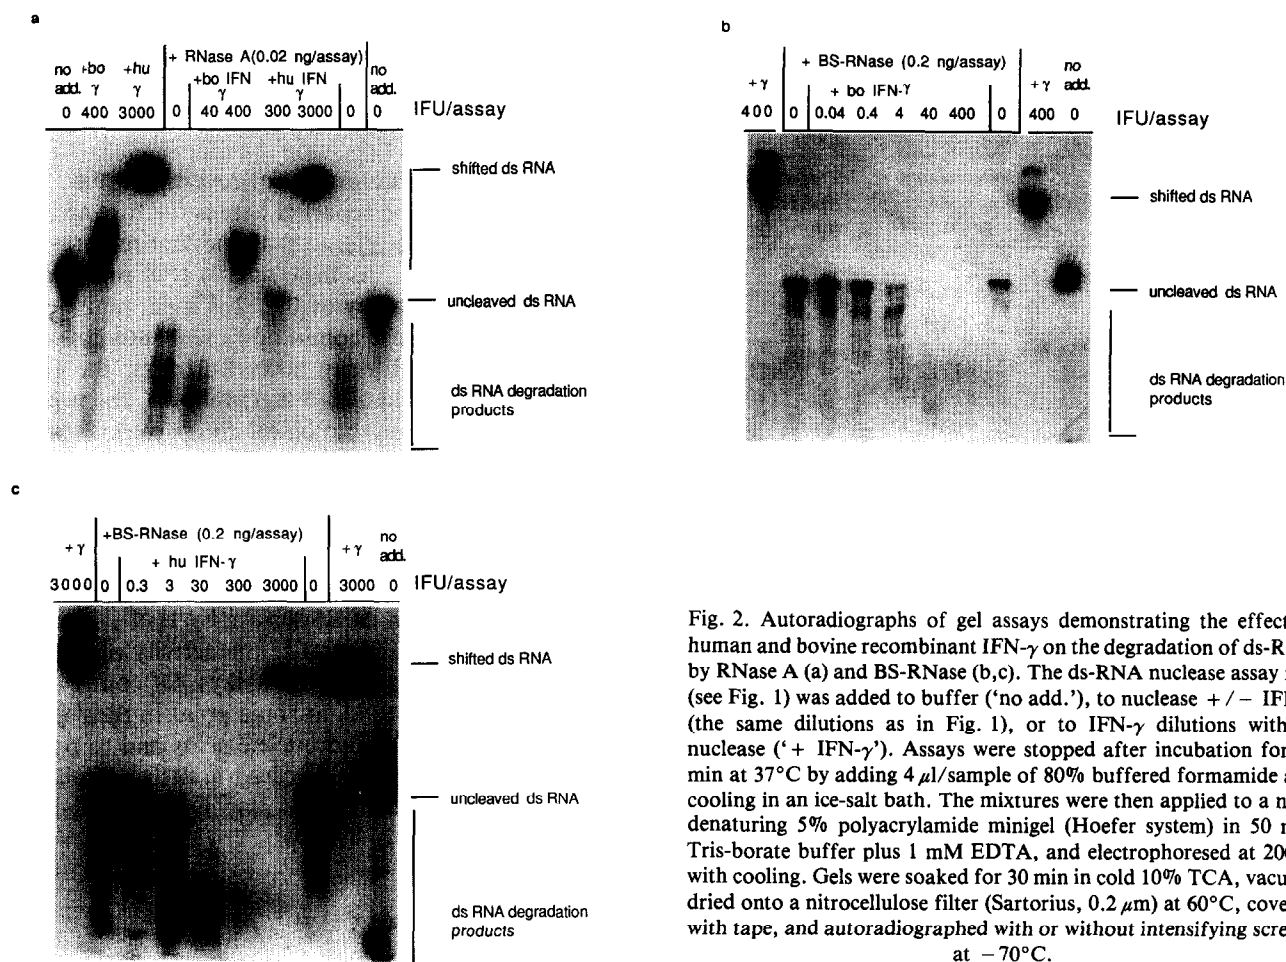 a
+ RNase A(0.02 ng/assay)
no +bo +hu +bo IFN +hu IFN no
add. γ γ γ γ add.
0 400 3000 0 40 400 300 3000 0 0 IFU/assay
shifted ds RNA
uncleaved ds RNA
ds RNA degradation
products
b
+ BS-RNase (0.2 ng/assay)
+γ + bo IFN-γ +γ no
add.
400 0 0.04 0.4 4 40 400 0 400 0 IFU/assay
shifted ds RNA
uncleaved ds RNA
ds RNA degradation
products
c
+BS-RNase (0.2 ng/assay)
+γ + hu IFN-γ +γ no
add.
3000 0 0.3 3 30 300 3000 0 3000 0 IFU/assay
shifted ds RNA
uncleaved ds RNA
ds RNA degradation
products
Fig. 2. Autoradiographs of gel assays demonstrating the effect
human and bovine recombinant IFN-γ on the degradation of ds-R
by RNase A (a) and BS-RNase (b,c). The ds-RNA nuclease assay
(see Fig. 1) was added to buffer (‘no add.’), to nuclease +/− IF
(the same dilutions as in Fig. 1), or to IFN-γ dilutions with
nuclease (‘+ IFN-γ’). Assays were stopped after incubation for
min at 37°C by adding 4 μl/sample of 80% buffered formamide
cooling in an ice-salt bath. The mixtures were then applied to a
denaturing 5% polyacrylamide minigel (Hoefer system) in 50
Tris-borate buffer plus 1 mM EDTA, and electrophoresed at 20
with cooling. Gels were soaked for 30 min in cold 10% TCA, vacu
dried onto a nitrocellulose filter (Sartorius, 0.2 μm) at 60°C, cove
with tape, and autoradiographed with or without intensifying scre
at −70°C.